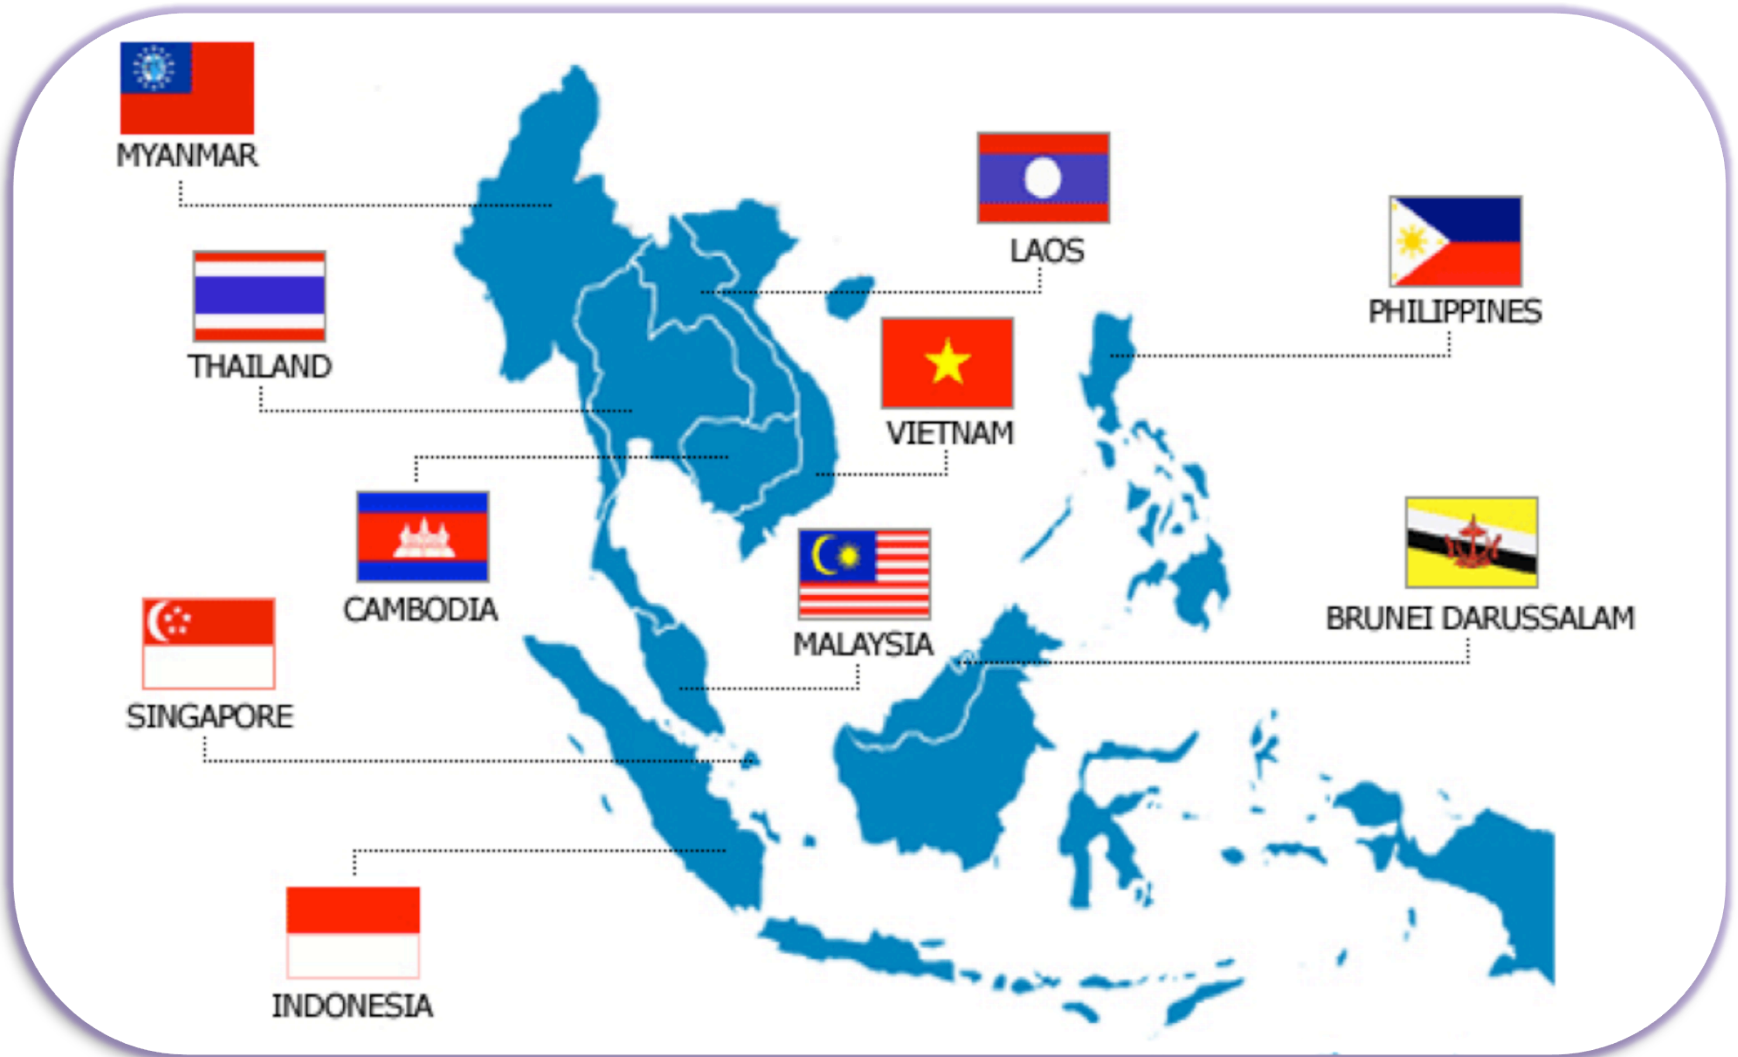 MYANMAR
LAOS
PHILIPPINES
THAILAND
VIETNAM
CAMBODIA
MALAYSIA
BRUNEI DARUSSALAM
SINGAPORE
INDONESIA